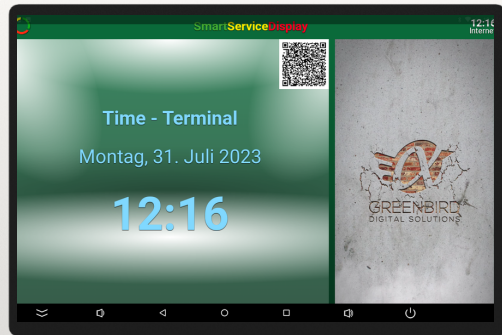 SmartServiceDisplay
12:16
Internet
Time - Terminal
Montag, 31. Juli 2023
12:16
GREENBIRD
DIGITAL SOLUTIONS